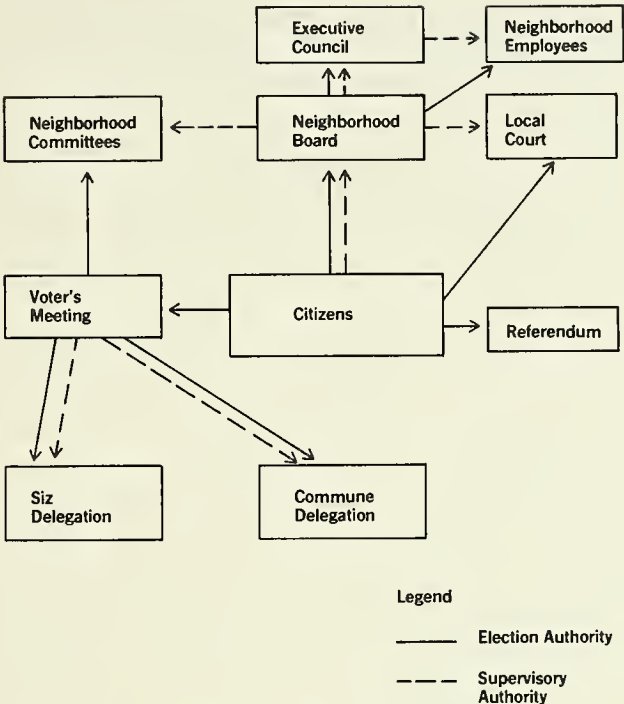 Executive
Council
Neighborhood
Employees
Neighborhood
Committees
Neighborhood
Board
Local
Court
Voter's
Meeting
Citizens
Referendum
Siz
Delegation
Commune
Delegation
Legend
Election Authority
Supervisory
Authority